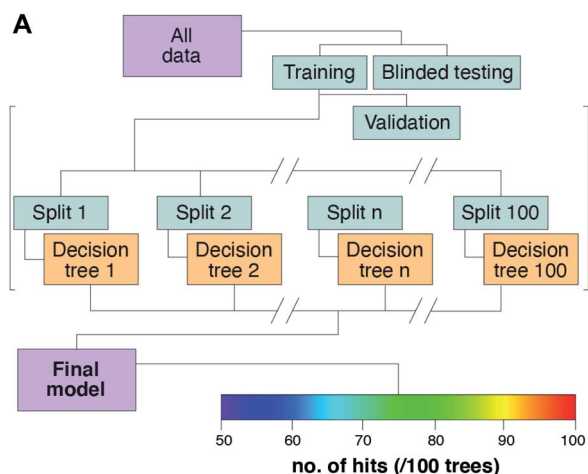 A
All
data
Training
Blinded testing
Validation
Split 1
Split 2
Split n
Split 100
Decision
tree 1
Decision
tree 2
Decision
tree n
Decision
tree 100
Final
model
50 60 70 80 90 100
no. of hits (/100 trees)